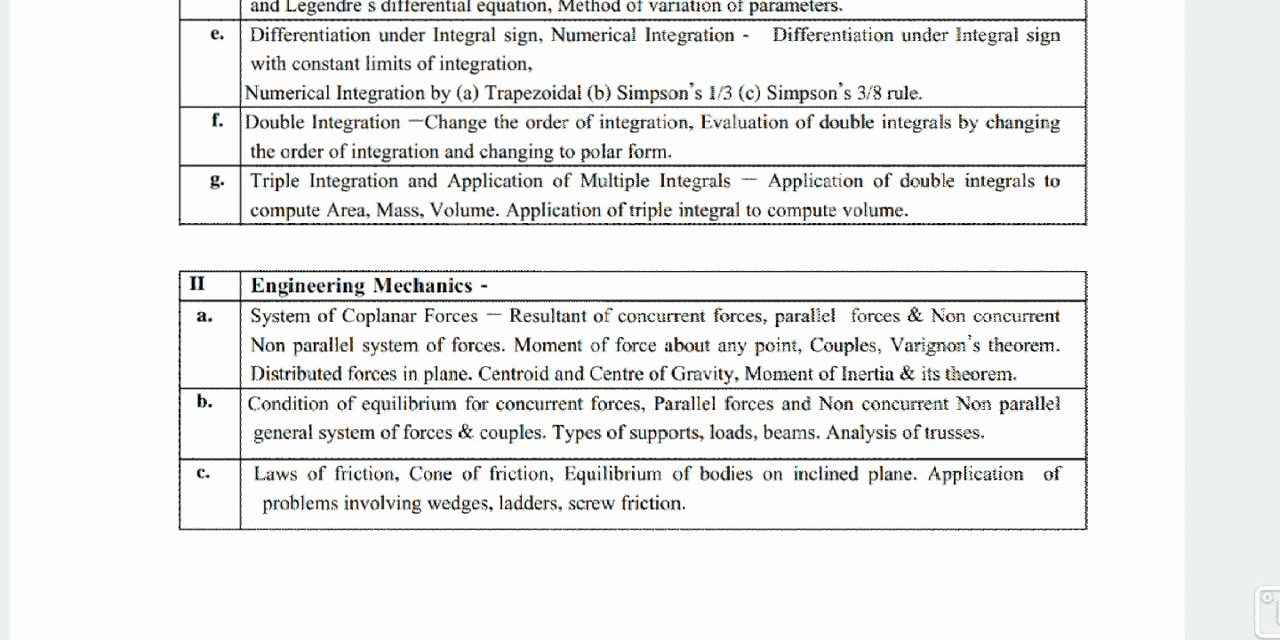 and Legendre s differential equation, Method of variation of parameters.
e. Differentiation under Integral sign, Numerical Integration - Differentiation under Integral sign
with constant limits of integration,
Numerical Integration by (a) Trapezoidal (b) Simpson's 1/3 (c) Simpson's 3/8 rule.
f. Double Integration —Change the order of integration, Evaluation of double integrals by changing
the order of integration and changing to polar form.
g. Triple Integration and Application of Multiple Integrals — Application of double integrals to
compute Area, Mass, Volume. Application of triple integral to compute volume.
II Engineering Mechanics -
a. System of Coplanar Forces — Resultant of concurrent forces, parallel forces & Non concurrent
Non parallel system of forces. Moment of force about any point, Couples, Varignon's theorem.
Distributed forces in plane. Centroid and Centre of Gravity, Moment of Inertia & its theorem.
b. Condition of equilibrium for concurrent forces, Parallel forces and Non concurrent Non parallel
general system of forces & couples. Types of supports, loads, beams. Analysis of trusses.
c. Laws of friction, Cone of friction, Equilibrium of bodies on inclined plane. Application of
problems involving wedges, ladders, screw friction.